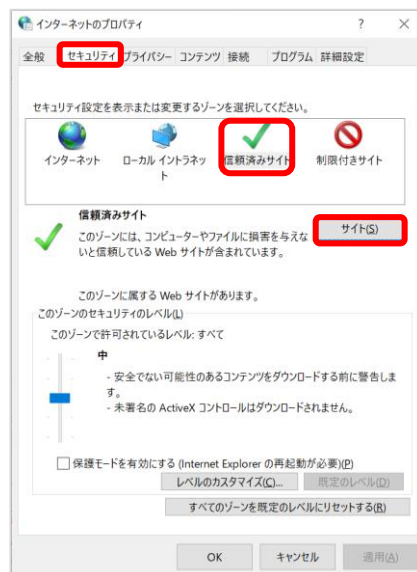 インターネットのプロパティ
?
×
全般 セキュリティ プライバシー コンテンツ 接続 プログラム 詳細設定
セキュリティ設定を表示または変更するゾーンを選択してください。
インターネット ローカル イントラネッ 信頼済みサイト 制限付きサイト
ト
信頼済みサイト
サイト(S)
このゾーンには、コンピューターやファイルに損害を与えな
いと信頼している Web サイトが含まれています。
このゾーンに属する Web サイトがあります。
このゾーンのセキュリティのレベル(L)
このゾーンで許可されているレベル: すべて
中
- 安全でない可能性のあるコンテンツをダウンロードする前に警告しま
す。
- 未署名の ActiveX コントロールはダウンロードされません。
保護モードを有効にする (Internet Explorer の再起動が必要)(P)
レベルのカスタマイズ(C)... 既定のレベル(D)
すべてのゾーンを既定のレベルにリセットする(R)
OK キャンセル 適用(A)